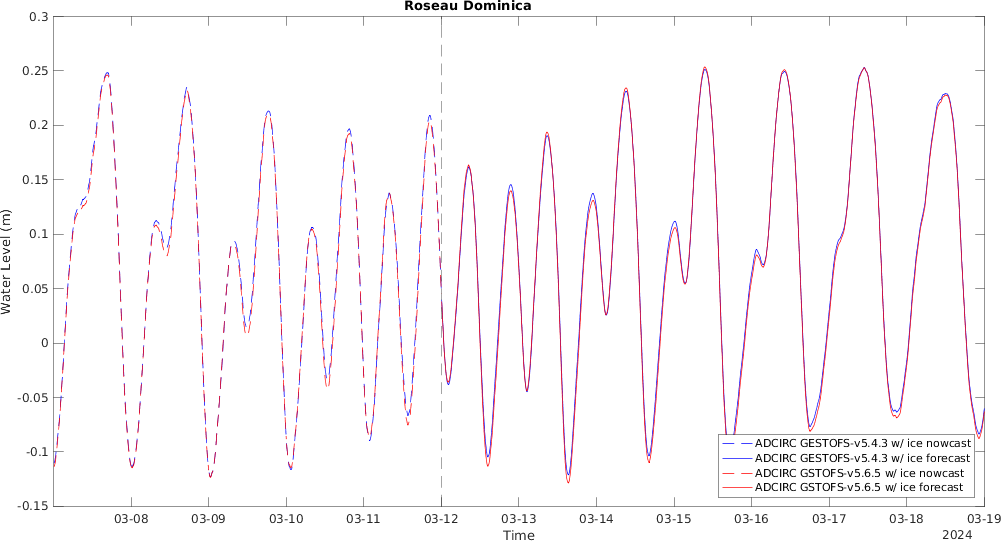 Roseau Dominica
0.3
0.25
0.2
0.15
0.1
0.05
0
-0.05
-0.1
-0.15
Water Level (m)
ADCIRC GESTOFS-v5.4.3 w/ ice nowcast
ADCIRC GESTOFS-v5.4.3 w/ ice forecast
ADCIRC GSTOFS-v5.6.5 w/ ice nowcast
ADCIRC GSTOFS-v5.6.5 w/ ice forecast
03-08 03-09 03-10 03-11 03-12 03-13 03-14 03-15 03-16 03-17 03-18 03-19
Time
2024